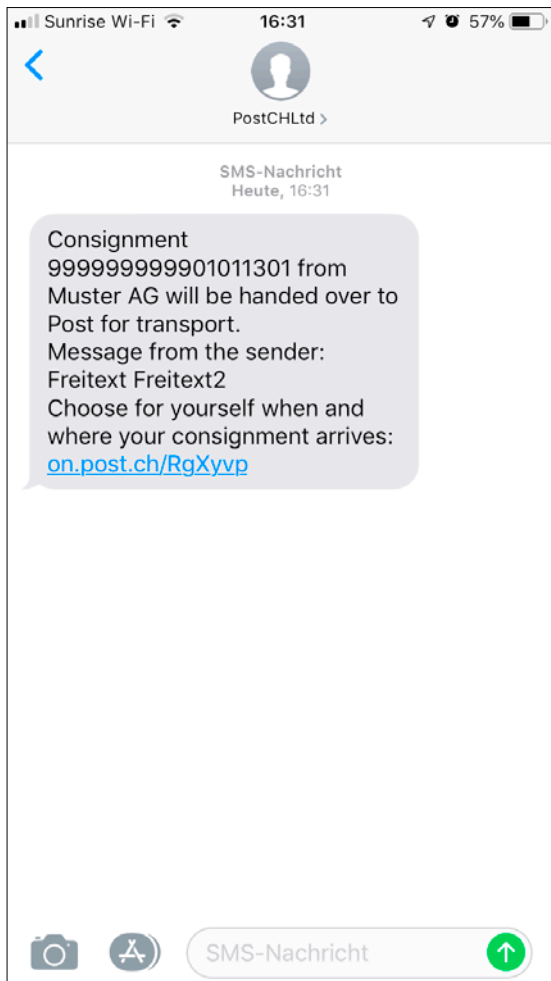 Sunrise Wi-Fi 16:31 57%
PostCHLtd
SMS-Nachricht
Heute, 16:31
Consignment
999999999901011301 from
Muster AG will be handed over to
Post for transport.
Message from the sender:
Freitext Freitext2
Choose for yourself when and
where your consignment arrives:
on.post.ch/RgXyvp
SMS-Nachricht